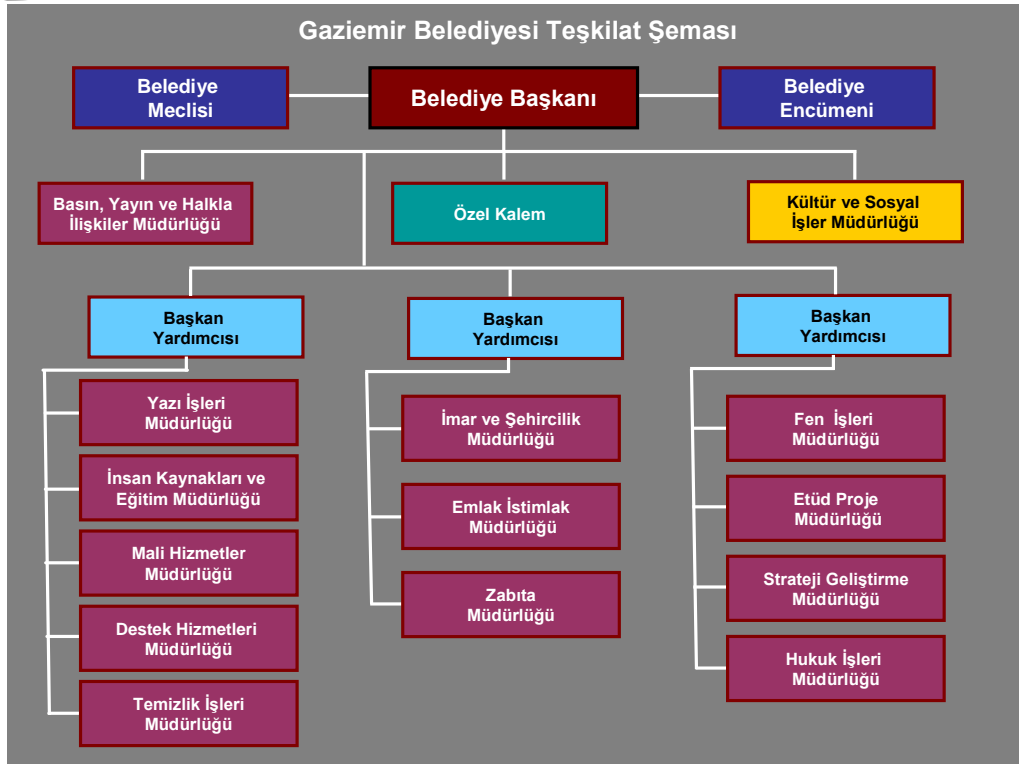 Gaziemir Belediyesi Teşkilat Şeması
Belediye
Meclisi
Belediye Başkanı
Belediye
Encümeni
Basın, Yayın ve Halkla
İlişkiler Müdürlüğü
Özel Kalem
Kültür ve Sosyal
İşler Müdürlüğü
Başkan
Yardımcısı
Yazı İşleri
Müdürlüğü
İnsan Kaynakları ve
Eğitim Müdürlüğü
Mali Hizmetler
Müdürlüğü
Destek Hizmetleri
Müdürlüğü
Temizlik İşleri
Müdürlüğü
Başkan
Yardımcısı
İmar ve Şehircilik
Müdürlüğü
Emlak İstimlak
Müdürlüğü
Zabıta
Müdürlüğü
Başkan
Yardımcısı
Fen İşleri
Müdürlüğü
Etüd Proje
Müdürlüğü
Strateji Geliştirme
Müdürlüğü
Hukuk İşleri
Müdürlüğü